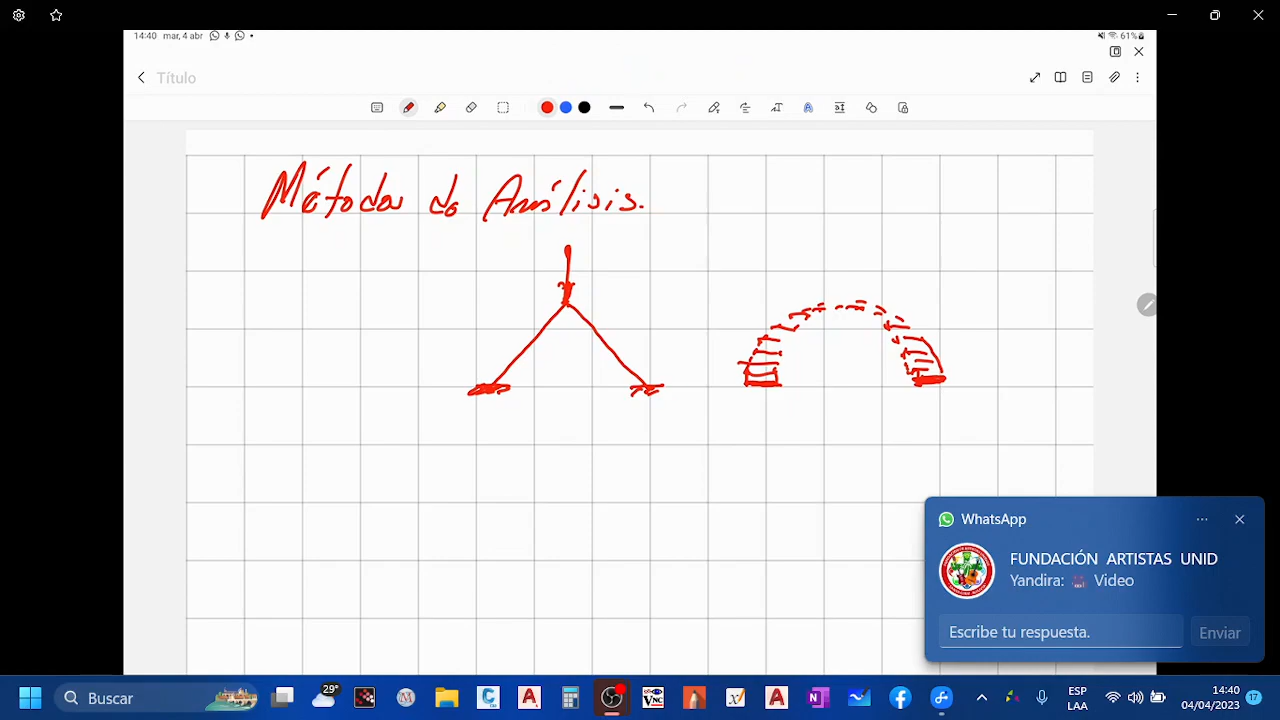 14:40 mar, 4 abr
61%
Título
Métodos de Análisis.
WhatsApp
FUNDACIÓN ARTISTAS UNID
Yandira: Video
Escribe tu respuesta.
Enviar
Buscar
29°
ESP
LAA
14:40
04/04/2023
17